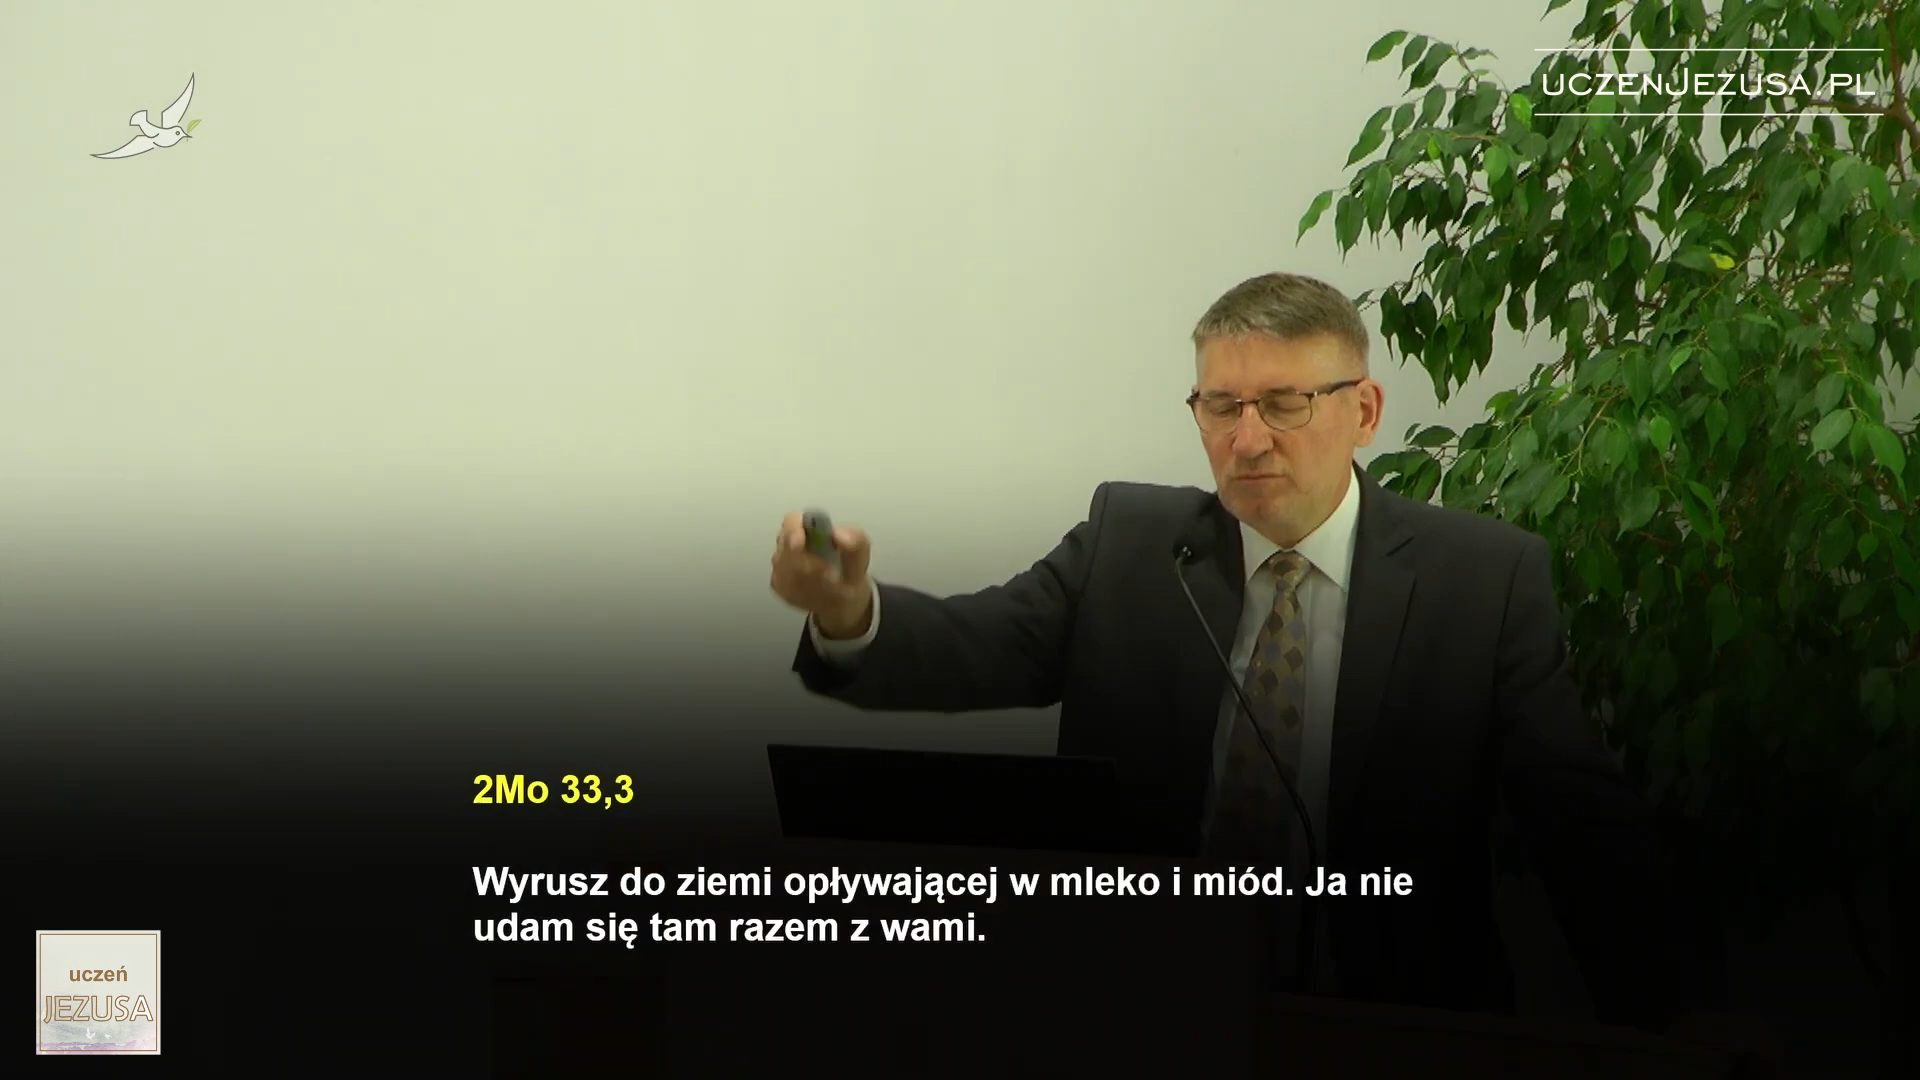 UCZENJEZUSA.PL
2Mo 33,3
Wyrusz do ziemi opływającej w mleko i miód. Ja nie
udam się tam razem z wami.
uczeń
JEZUSA